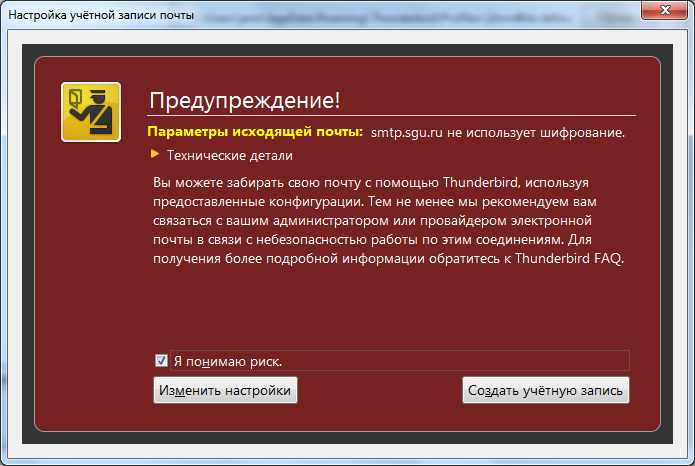 Настройка учётной записи почты
Предупреждение!
Параметры исходящей почты: smtp.sgu.ru не использует шифрование.
Технические детали
Вы можете забирать свою почту с помощью Thunderbird, используя
предоставленные конфигурации. Тем не менее мы рекомендуем вам
связаться с вашим администратором или провайдером электронной
почты в связи с небезопасностью работы по этим соединениям. Для
получения более подробной информации обратитесь к Thunderbird FAQ.
Я понимаю риск.
Изменить настройки
Создать учётную запись